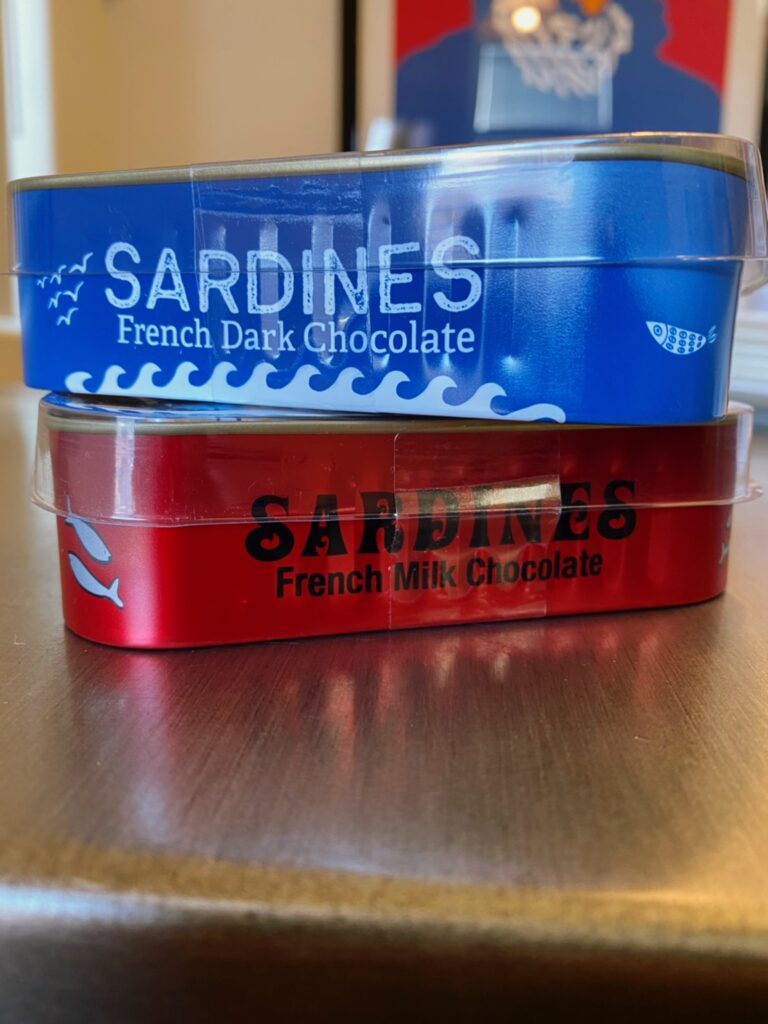 SARDINES
French Dark Chocolate
SARDINES
French Milk Chocolate